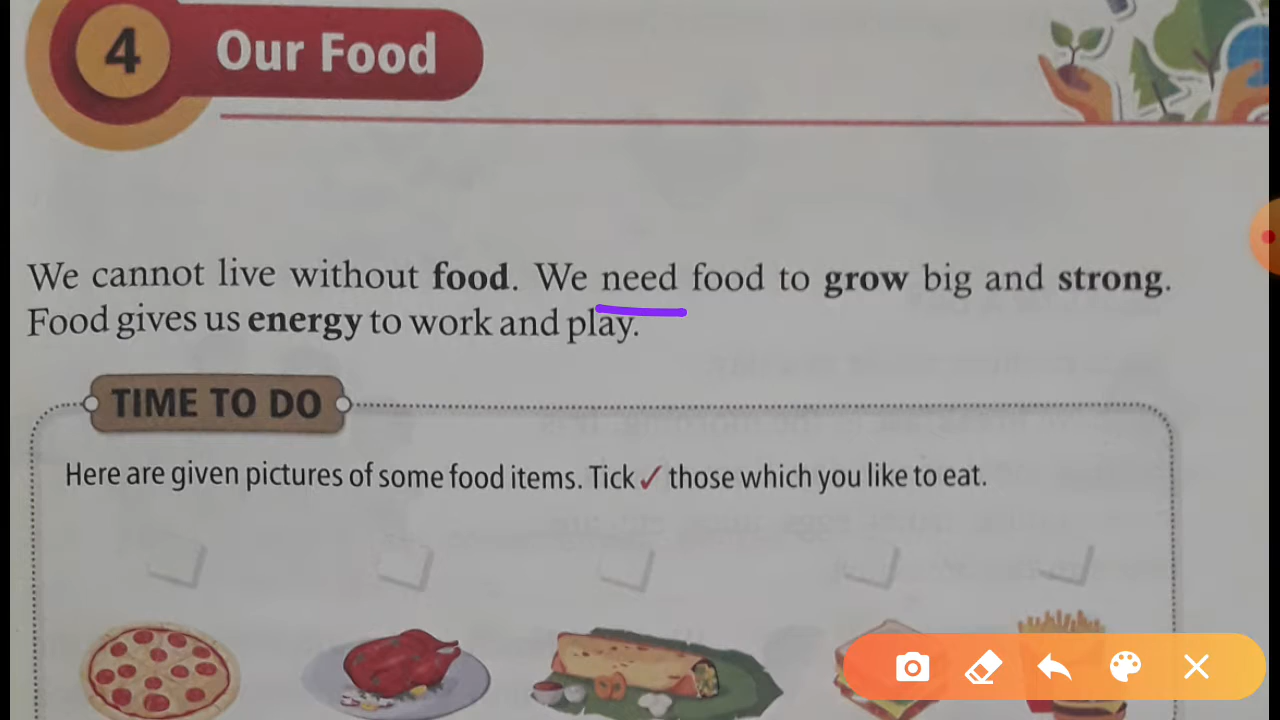 4 Our Food
We cannot live without food. We need food to grow big and strong.
Food gives us energy to work and play.
TIME TO DO
Here are given pictures of some food items. Tick ✓ those which you like to eat.